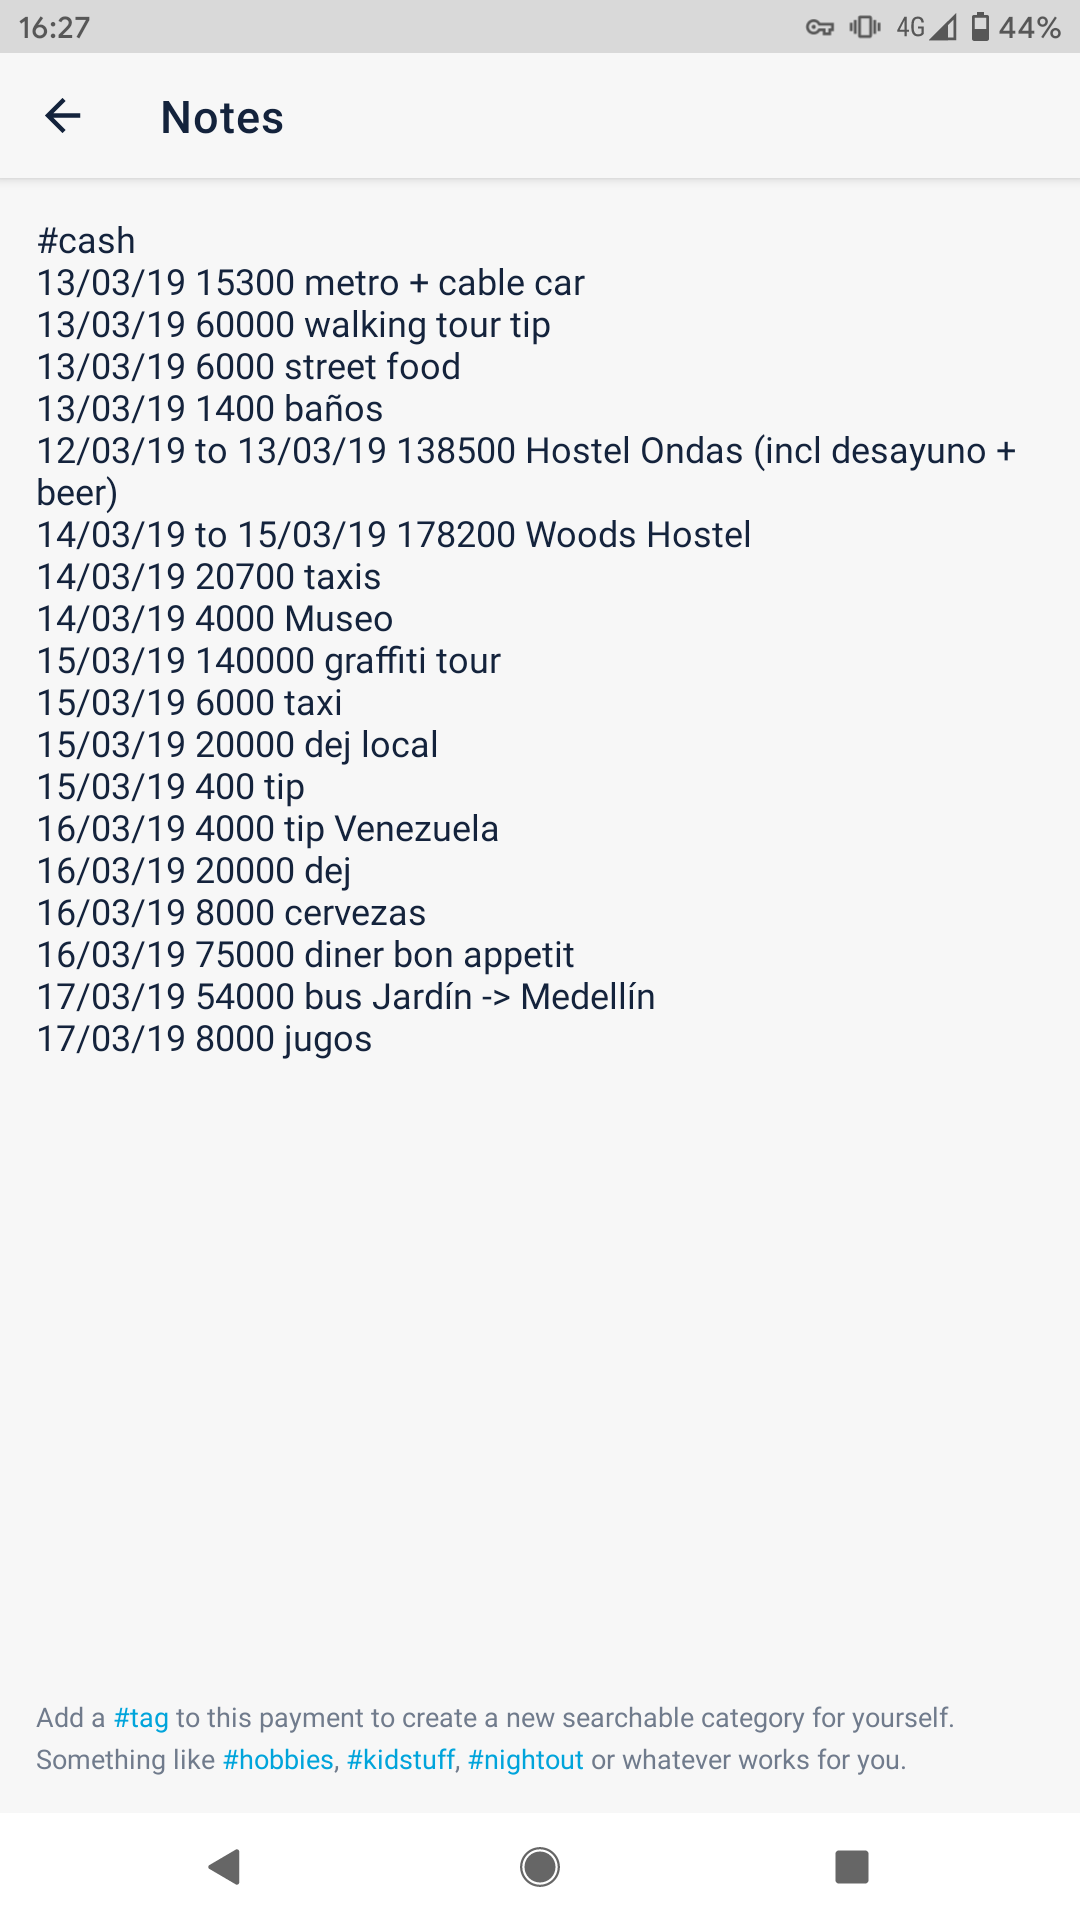 16:27
4G 44%
Notes
#cash
13/03/19 15300 metro + cable car
13/03/19 60000 walking tour tip
13/03/19 6000 street food
13/03/19 1400 baños
12/03/19 to 13/03/19 138500 Hostel Ondas (incl desayuno +
beer)
14/03/19 to 15/03/19 178200 Woods Hostel
14/03/19 20700 taxis
14/03/19 4000 Museo
15/03/19 140000 graffiti tour
15/03/19 6000 taxi
15/03/19 20000 dej local
15/03/19 400 tip
16/03/19 4000 tip Venezuela
16/03/19 20000 dej
16/03/19 8000 cervezas
16/03/19 75000 diner bon appetit
17/03/19 54000 bus Jardín -> Medellín
17/03/19 8000 jugos
Add a #tag to this payment to create a new searchable category for yourself.
Something like #hobbies, #kidstuff, #nightout or whatever works for you.